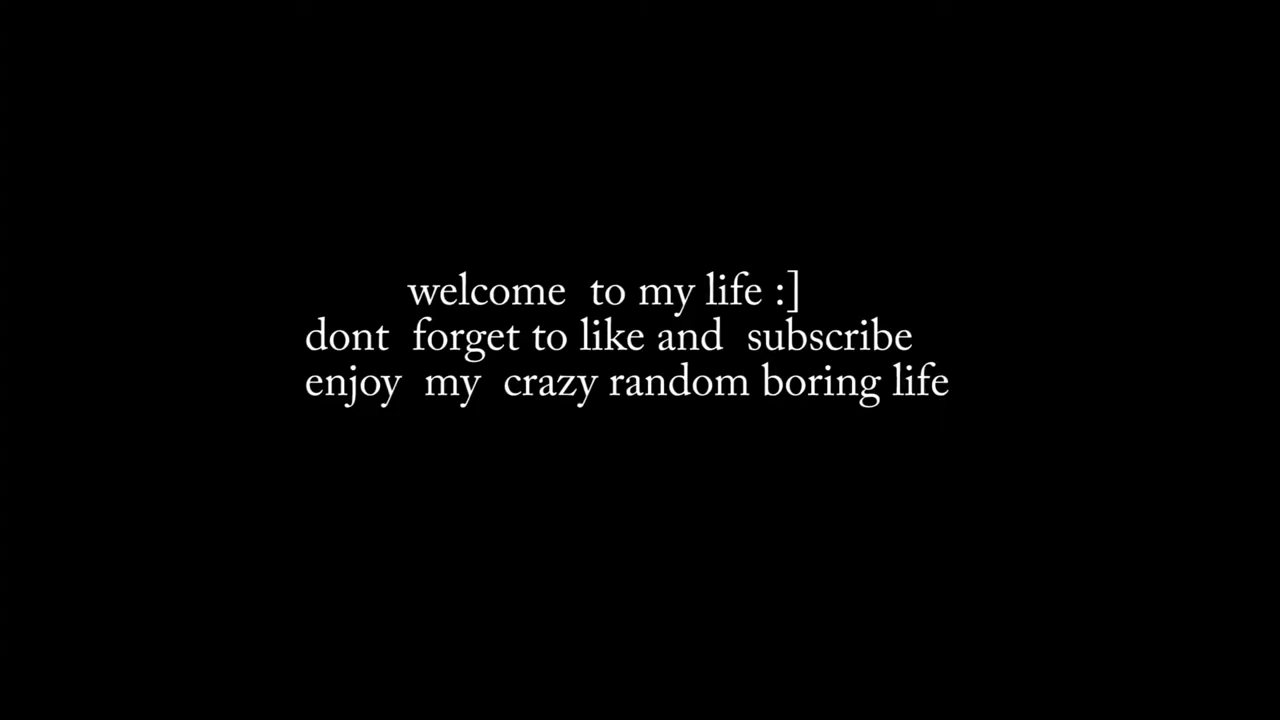 welcome  to my life :]
dont  forget to like and  subscribe
enjoy  my  crazy random boring life